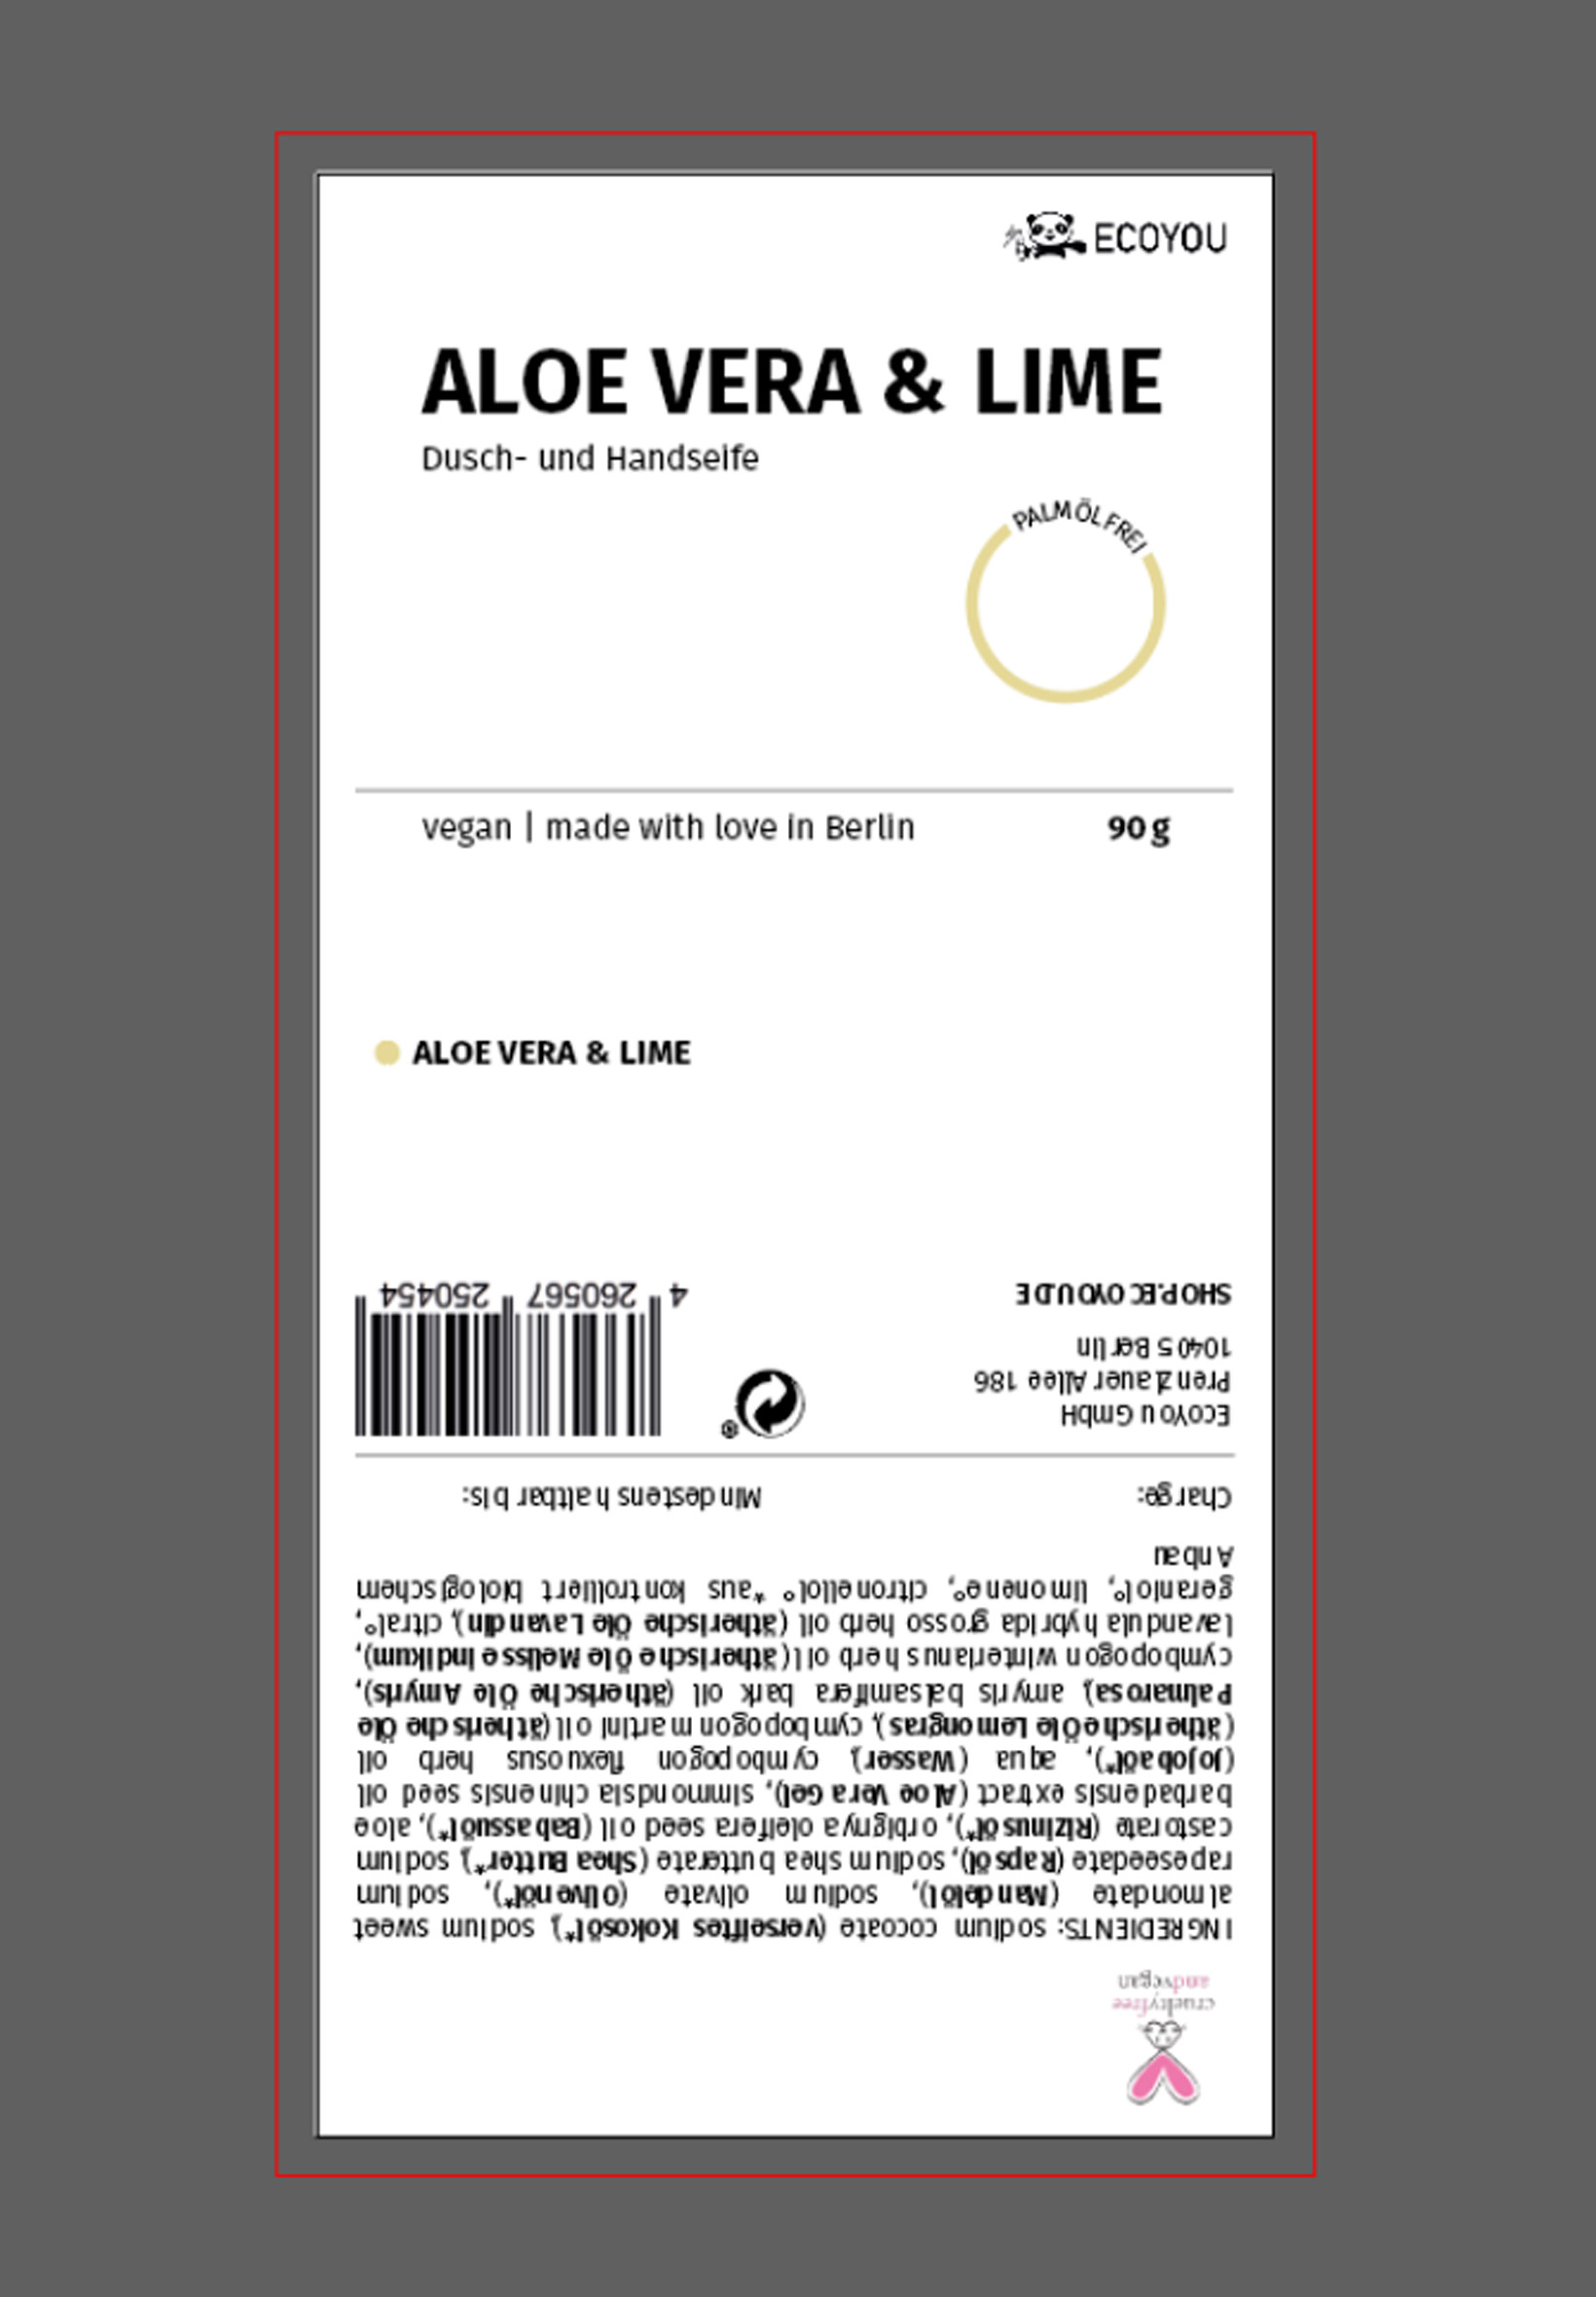 ECOYOU
ALOE VERA & LIME
Dusch- und Handseife
PALMÖLFREI
vegan | made with love in Berlin 90 g
ALOE VERA & LIME
crueltyfree
andvegan
INGREDIENTS: sodium cocoate (verseiftes Kokosöl*), sodium sweet
almondate (Mandelöl), sodium olivate (Olivenöl*), sodium
rapeseedate (Rapsöl), sodium shea butterate (Shea Butter*), sodium
castorate (Rizinusöl*), orbignya oleifera seed oil (Babassuöl*), aloe
barbadensis extract (Aloe Vera Gel), simmondsia chinensis seed oil
(Jojobaöl*), aqua (Wasser), cymbopogon flexuosus herb oil
(ätherische Öle Lemongras), cymbopogon martini oil (ätherische Öle
Palmarosa), amyris balsamifera bark oil (ätherische Öle Amyris),
cymbopogon winterianus herb oil (ätherische Öle Melisse Indikum),
lavandula hybrida grosso herb oil (ätherische Öle Lavandin), citral°,
geraniol°, limonene°, citronellol° *aus kontrolliert biologischem
Anbau
Charge: Mindestens haltbar bis:
EcoYou GmbH
Prenzlauer Allee 186
10405 Berlin
SHOP.ECOYOU.DE
®
4 260567 250454